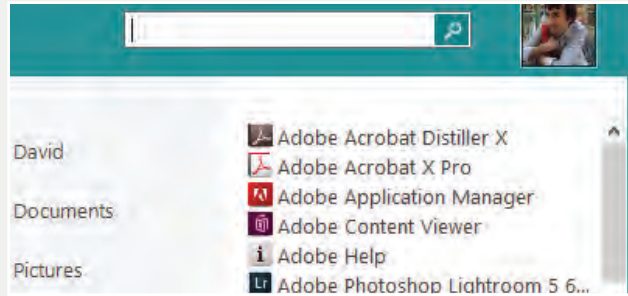 David
Documents
Pictures
Adobe Acrobat Distiller X
Adobe Acrobat X Pro
Adobe Application Manager
Adobe Content Viewer
Adobe Help
Lr Adobe Photoshop Lightroom 5 6...